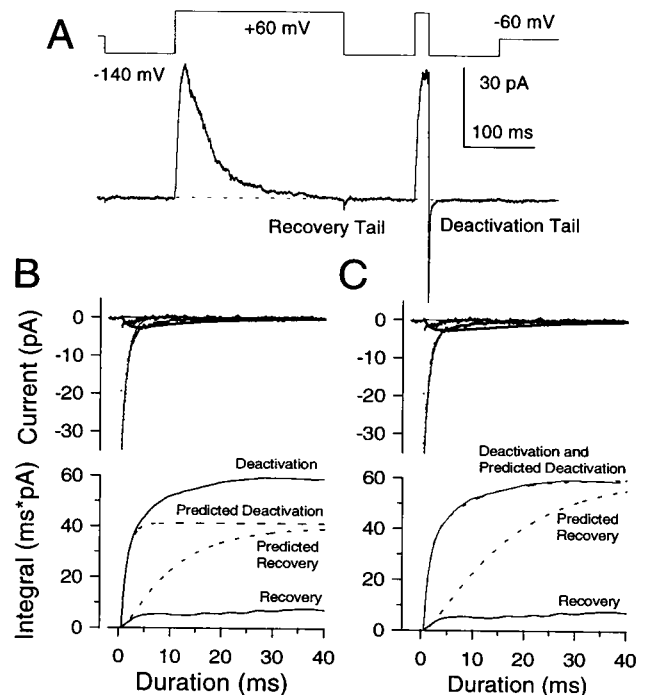 A
+60 mV
-60 mV
-140 mV
30 pA
100 ms
Recovery Tail
Deactivation Tail
B
C
Current (pA)
0
-10
-20
-30
0
-10
-20
-30
Integral (ms*pA)
60
40
20
0
Deactivation
Predicted Deactivation
Predicted
Recovery
Recovery
60
40
20
0
Deactivation and
Predicted Deactivation
Predicted
Recovery
Recovery
0 10 20 30 40
Duration (ms)
0 10 20 30 40
Duration (ms)